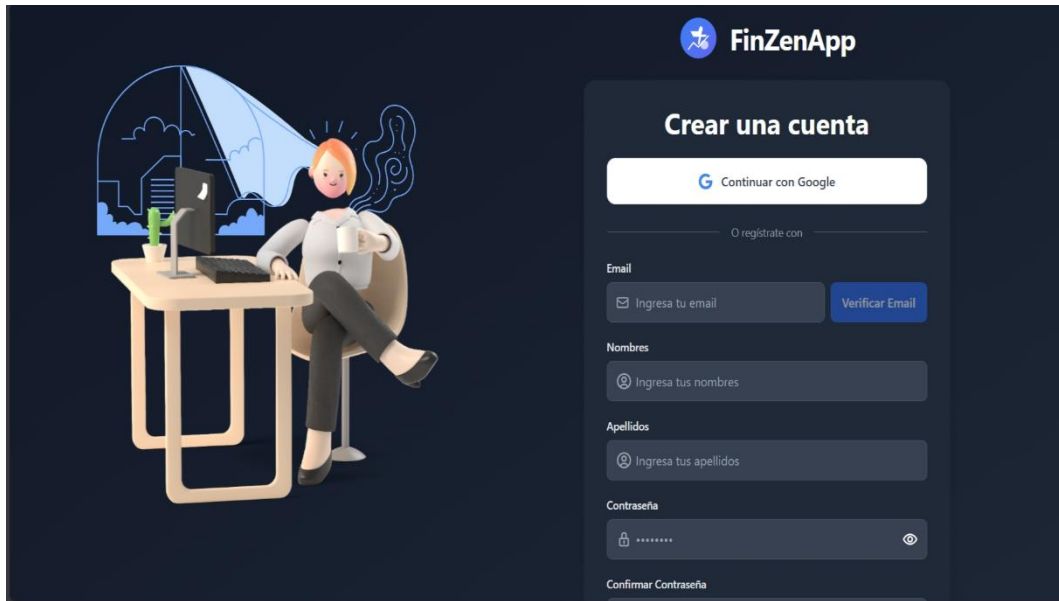 FinZenApp
Crear una cuenta
Continuar con Google
O regístrate con
Email
Ingresa tu email
Verificar Email
Nombres
Ingresa tus nombres
Apellidos
Ingresa tus apellidos
Contraseña
••••••••
Confirmar Contraseña